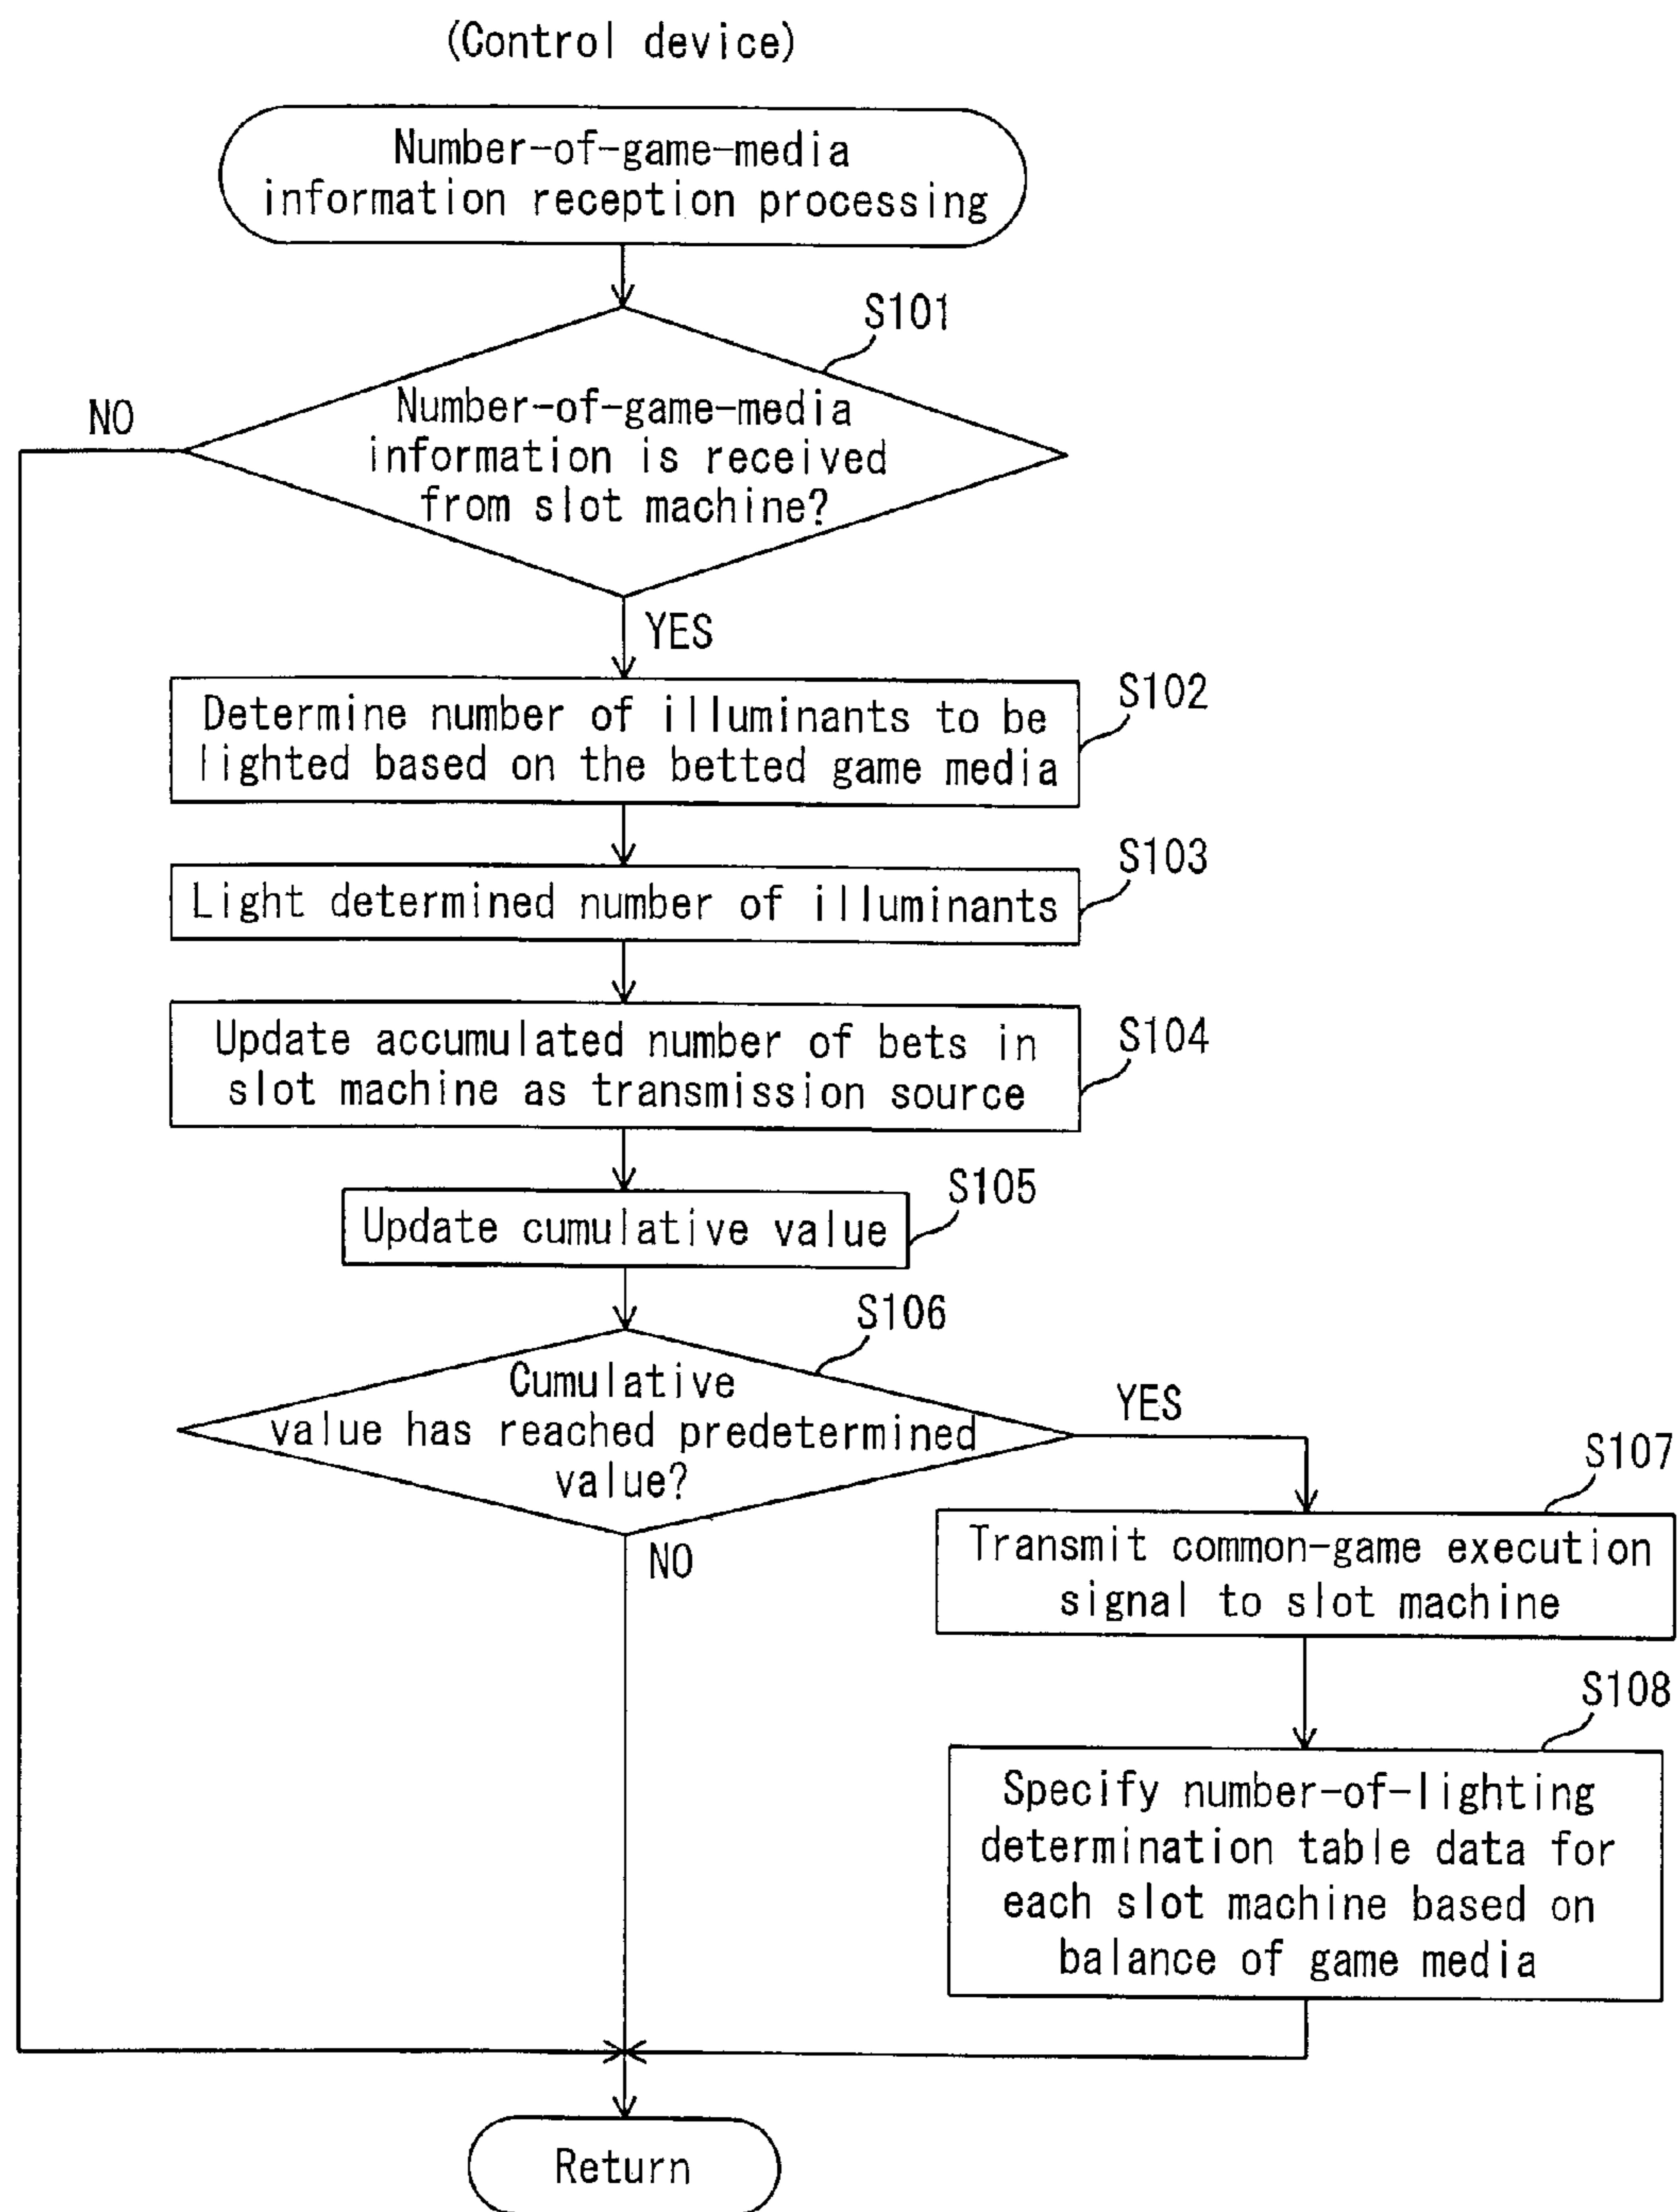 (Control device)
Number-of-game-media
information reception processing
S101
NO
Number-of-game-media
information is received
from slot machine?
YES
S102
Determine number of illuminants to be
lighted based on the betted game media
S103
Light determined number of illuminants
S104
Update accumulated number of bets in
slot machine as transmission source
S105
Update cumulative value
S106
Cumulative
value has reached predetermined
value?
YES
NO
S107
Transmit common-game execution
signal to slot machine
S108
Specify number-of-lighting
determination table data for
each slot machine based on
balance of game media
Return